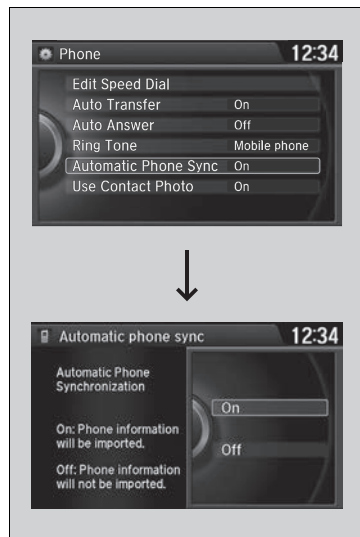 Phone 12:34
Edit Speed Dial
Auto Transfer On
Auto Answer Off
Ring Tone Mobile phone
Automatic Phone Sync On
Use Contact Photo On
Automatic phone sync 12:34
Automatic Phone
Synchronization
On: Phone information
will be imported.
Off: Phone information
will not be imported.
On
Off